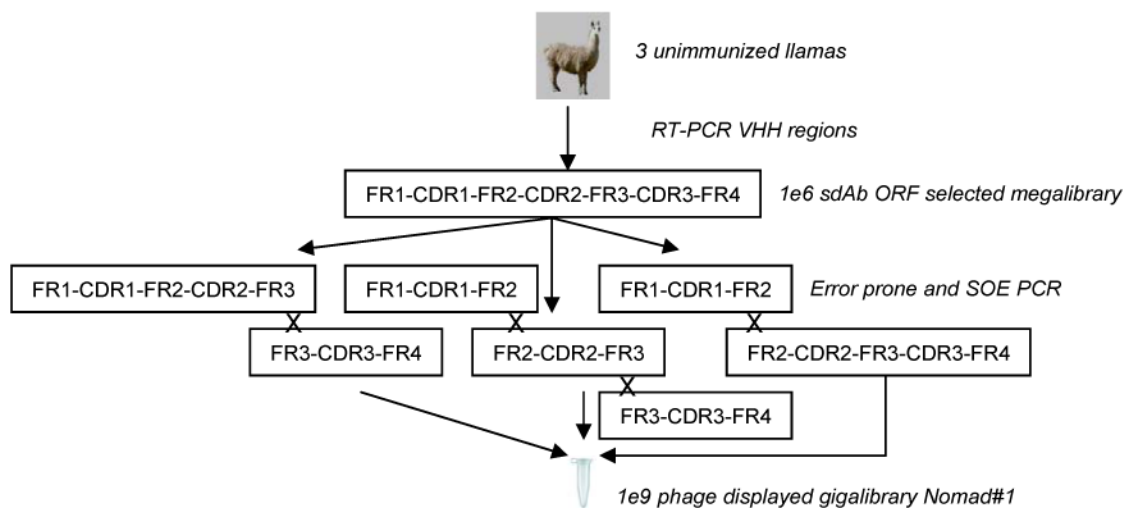 3 unimmunized llamas
RT-PCR VHH regions
FR1-CDR1-FR2-CDR2-FR3-CDR3-FR4
1e6 sdAb ORF selected megalibrary
FR1-CDR1-FR2-CDR2-FR3
FR1-CDR1-FR2
FR1-CDR1-FR2
Error prone and SOE PCR
X
X
X
FR3-CDR3-FR4
FR2-CDR2-FR3
FR2-CDR2-FR3-CDR3-FR4
X
FR3-CDR3-FR4
1e9 phage displayed gigalibrary Nomad#1